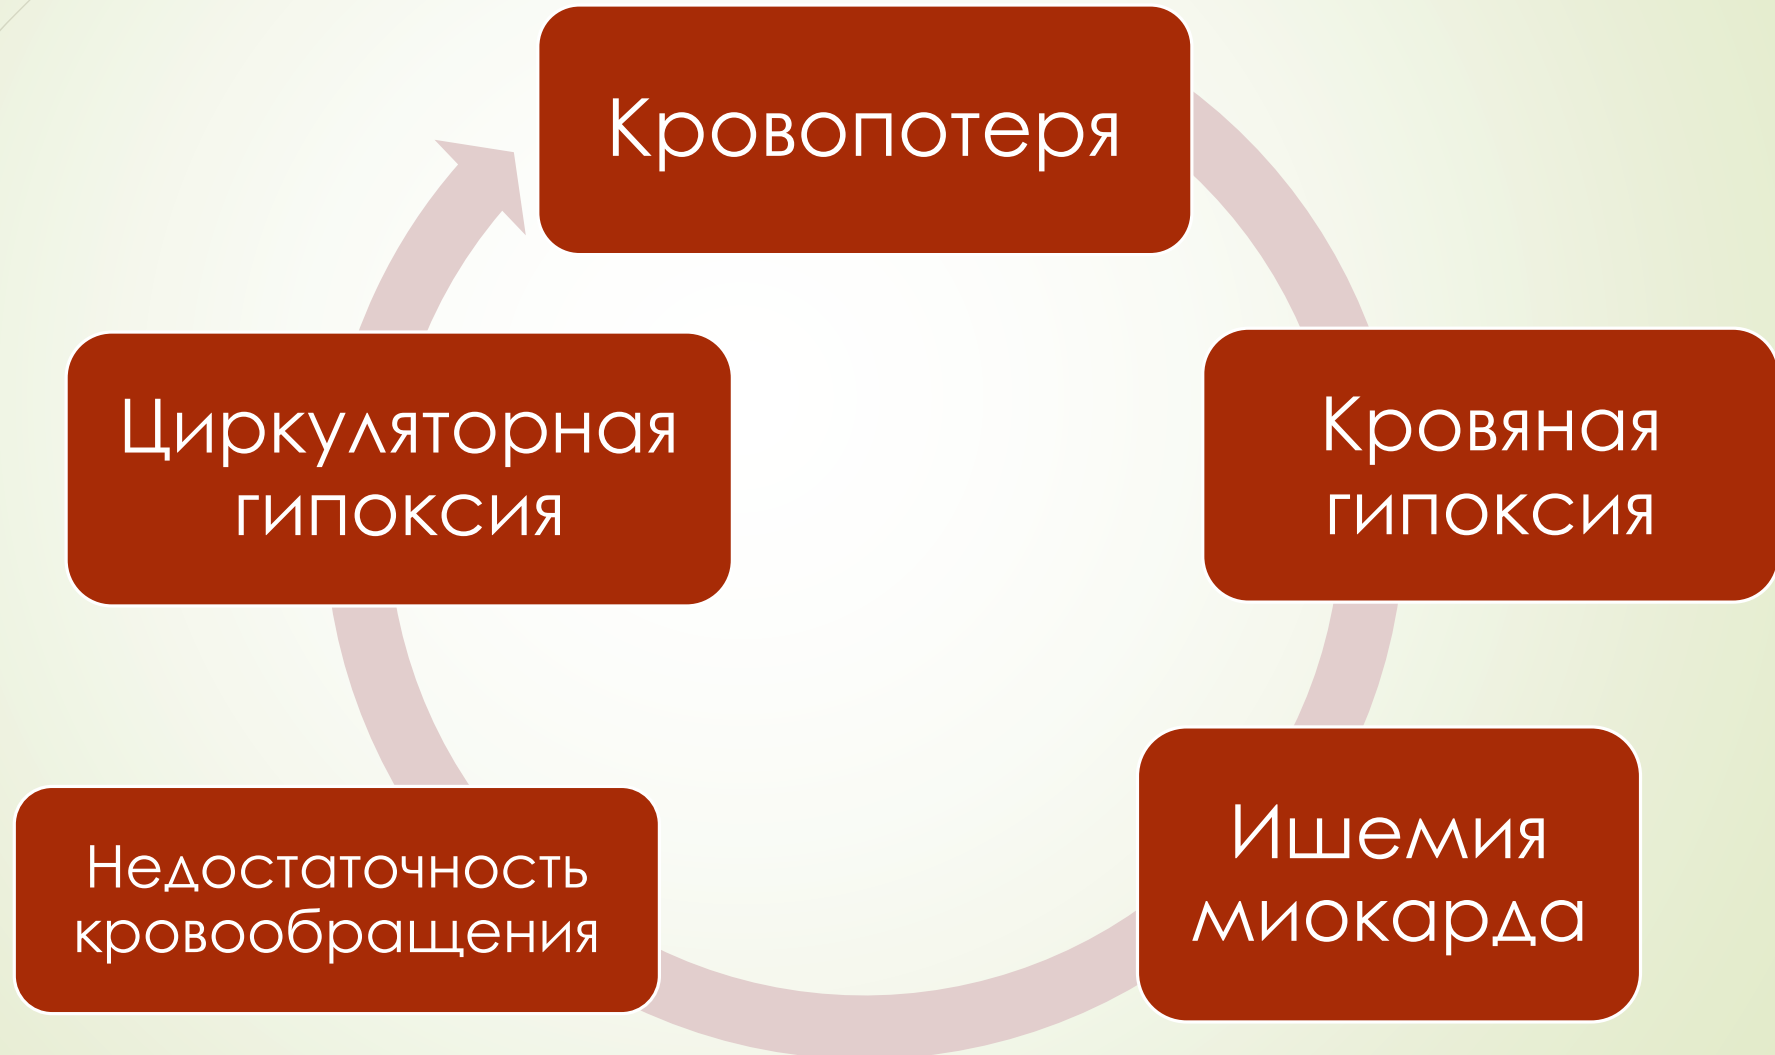 Кровопотеря
Кровяная
гипоксия
Ишемия
миокарда
Недостаточность
кровообращения
Циркуляторная
гипоксия